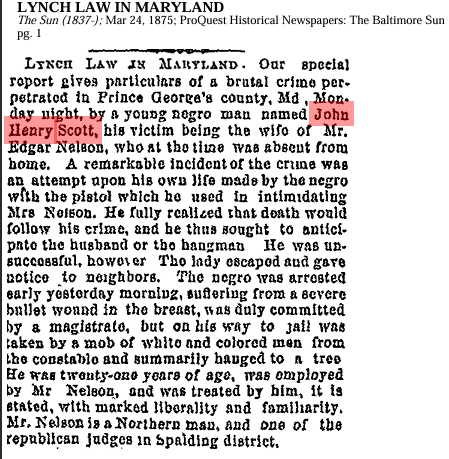 LYNCH LAW IN MARYLAND
The Sun (1837-); Mar 24, 1875; ProQuest Historical Newspapers: The Baltimore Sun
pg. 1
LYNCH LAW IN MARYLAND. Our special
report gives particulars of a brutal crime per-
petrated in Prince George's county, Md, Mon-
day night, by a young negro man named John
Henry Scott, his victim being the wife of Mr.
Edgar Nelson, who at the time was absent from
home. A remarkable incident of the crime was
an attempt upon his own life made by the negro
with the pistol which he used in intimidating
Mrs Nelson. He fully realized that death would
follow his crime, and he thus sought to antici-
pate the husband or the hangman He was un-
successful, however The lady escaped and gave
notice to neighbors. The negro was arrested
early yesterday morning, suffering from a severe
bullet wound in the breast, was duly committed
by a magistrate, but on his way to jail was
taken by a mob of white and colored men from
the constable and summarily hanged to a tree
He was twenty-one years of age, was employed
by Mr Nelson, and was treated by him, it is
stated, with marked liberality and familiarity.
Mr. Nelson is a Northern man, and one of the
republican judges in Spalding district.